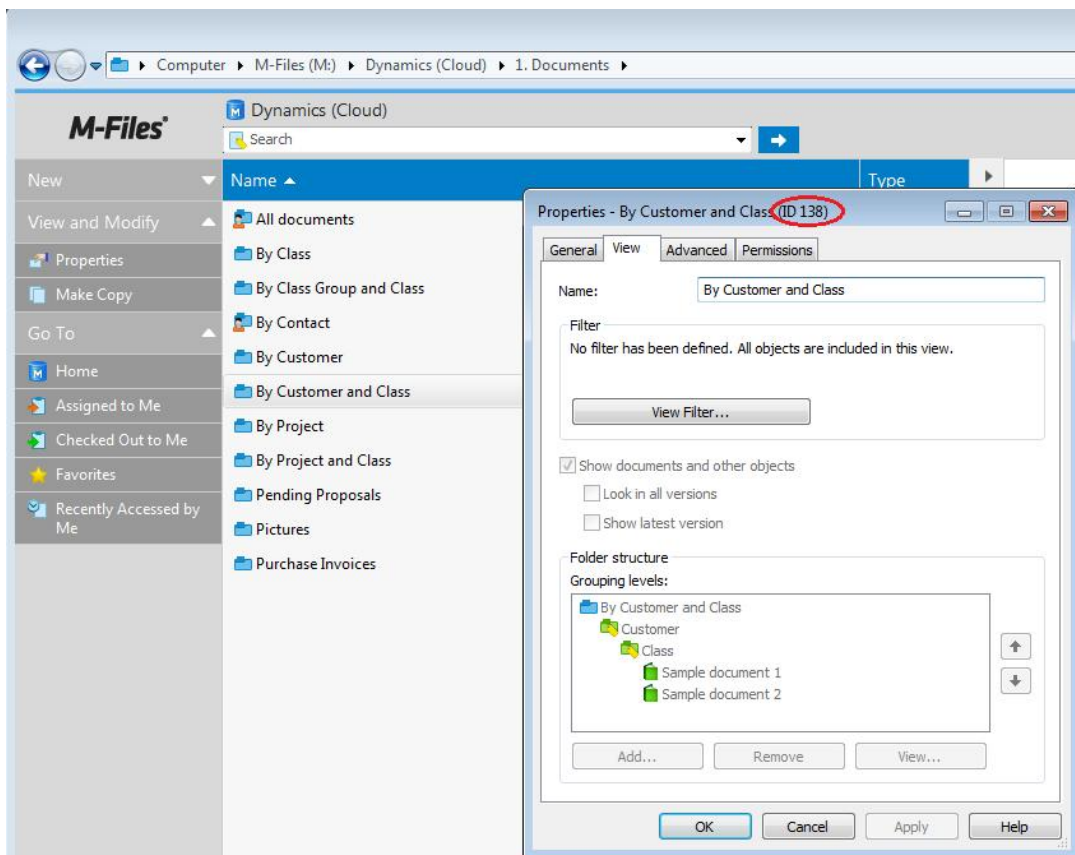 Computer M-Files (M:) Dynamics (Cloud) 1. Documents
M-Files®
Dynamics (Cloud)
Search
New
View and Modify
Properties
Make Copy
Go To
Home
Assigned to Me
Checked Out to Me
Favorites
Recently Accessed by
Me
Name
Type
All documents
By Class
By Class Group and Class
By Contact
By Customer
By Customer and Class
By Project
By Project and Class
Pending Proposals
Pictures
Purchase Invoices
Properties - By Customer and Class (ID 138)
General View Advanced Permissions
Name: By Customer and Class
Filter
No filter has been defined. All objects are included in this view.
View Filter...
Show documents and other objects
Look in all versions
Show latest version
Folder structure
Grouping levels:
By Customer and Class
Customer
Class
Sample document 1
Sample document 2
Add... Remove View...
OK Cancel Apply Help